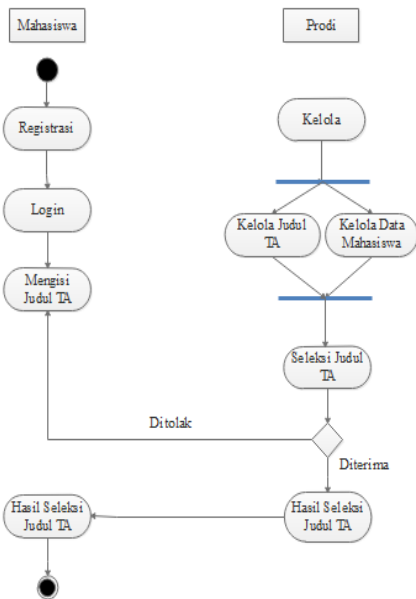 Mahasiswa
Prodi
Registrasi
Kelola
Login
Kelola Judul
TA
Kelola Data
Mahasiswa
Mengisi
Judul TA
Seleksi Judul
TA
Ditolak
Diterima
Hasil Seleksi
Judul TA
Hasil Seleksi
Judul TA